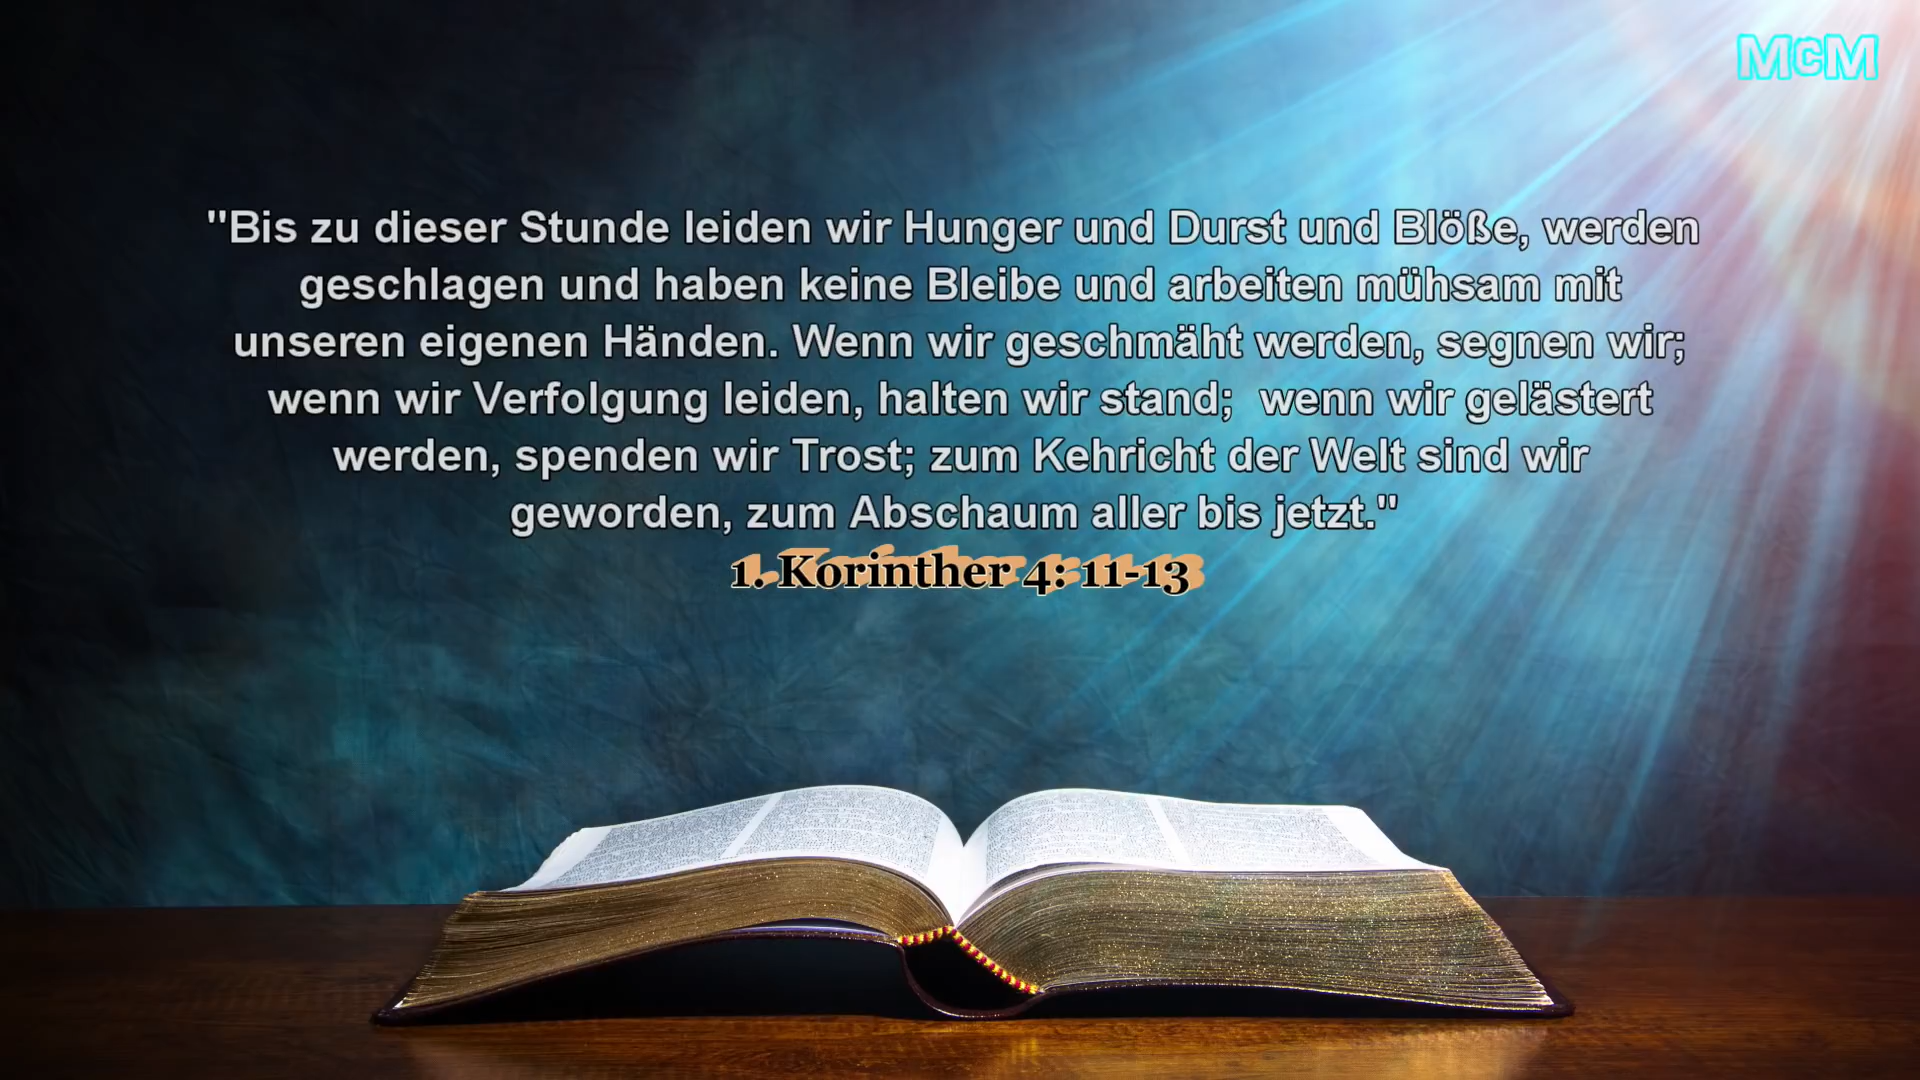 McM
"Bis zu dieser Stunde leiden wir Hunger und Durst und Blöße, werden
geschlagen und haben keine Bleibe und arbeiten mühsam mit
unseren eigenen Händen. Wenn wir geschmäht werden, segnen wir;
wenn wir Verfolgung leiden, halten wir stand;  wenn wir gelästert
werden, spenden wir Trost; zum Kehricht der Welt sind wir
geworden, zum Abschaum aller bis jetzt."
1. Korinther 4: 11-13